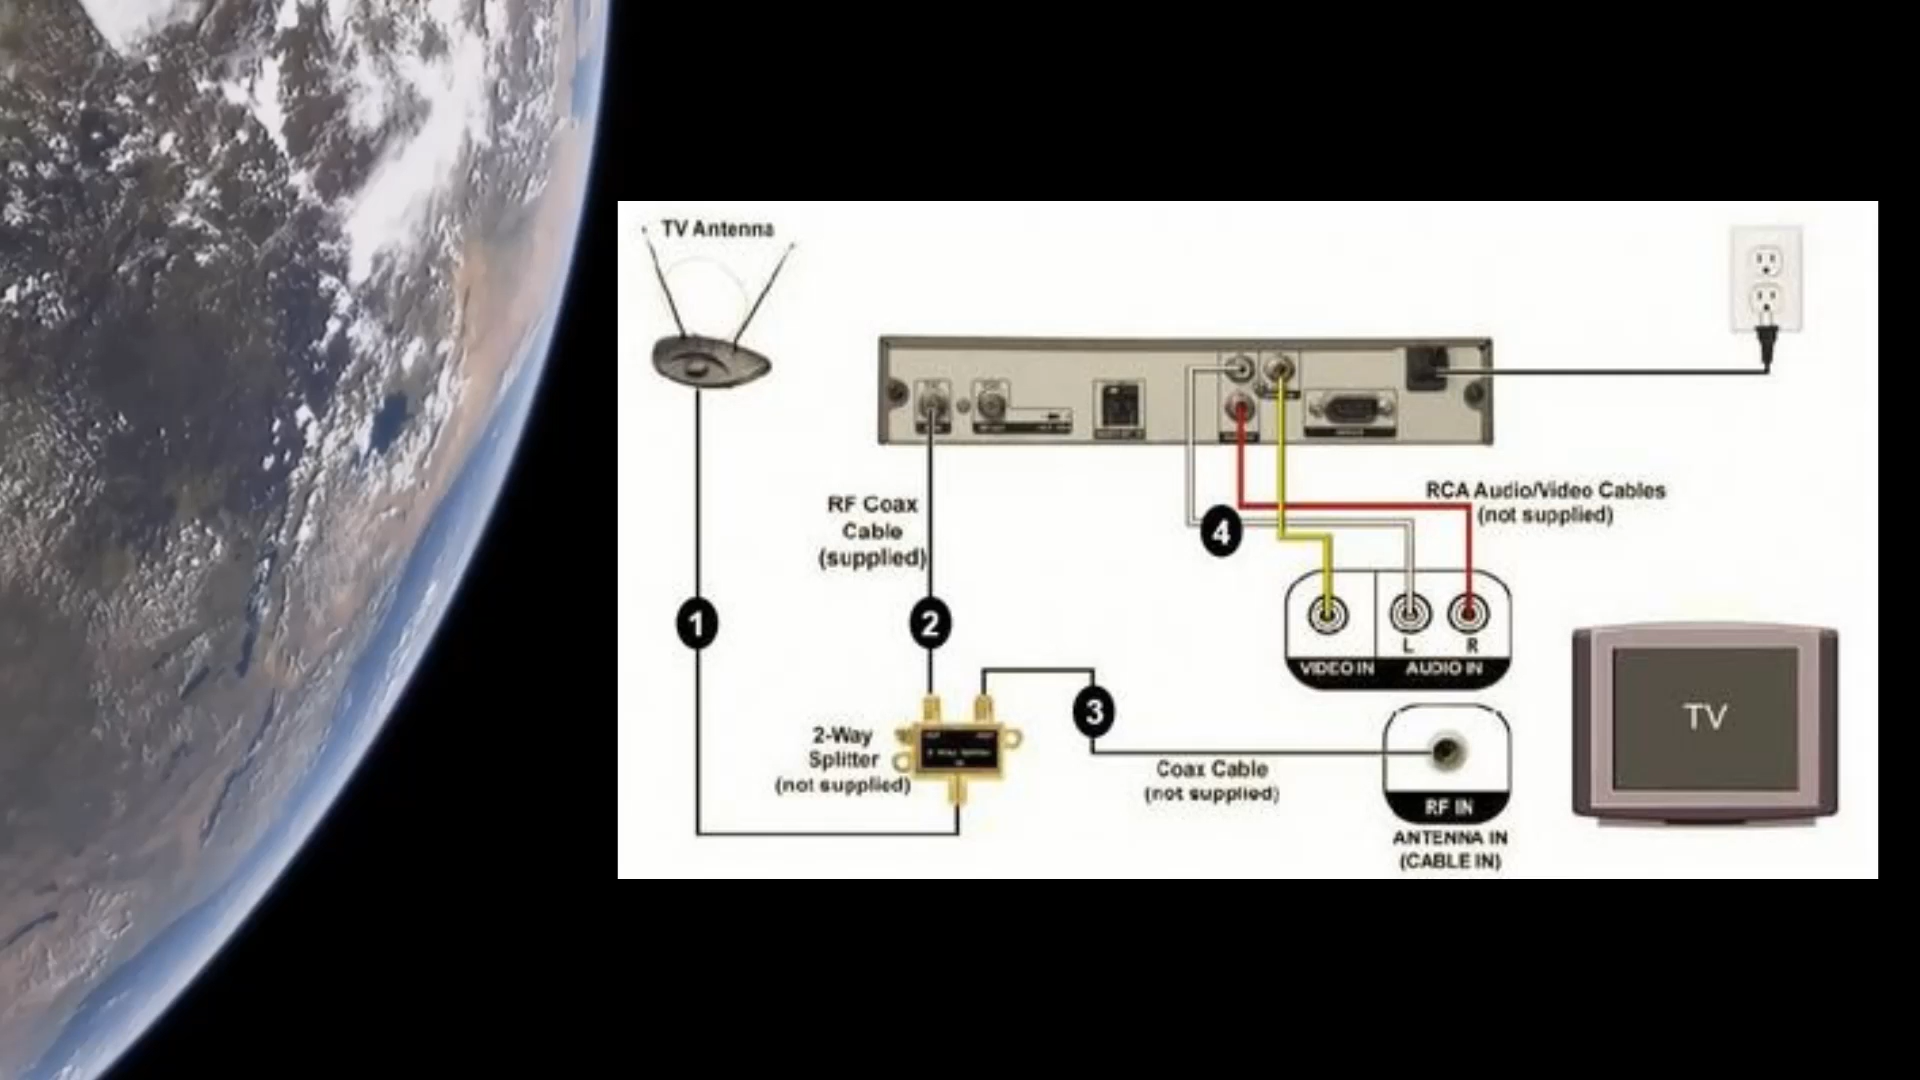 TV Antenna
RF Coax
Cable
(supplied)
RCA Audio/Video Cables
(not supplied)
4
1
2
L
R
VIDEO IN
AUDIO IN
3
2-Way
Splitter
(not supplied)
TV
Coax Cable
(not supplied)
RF IN
ANTENNA IN
(CABLE IN)